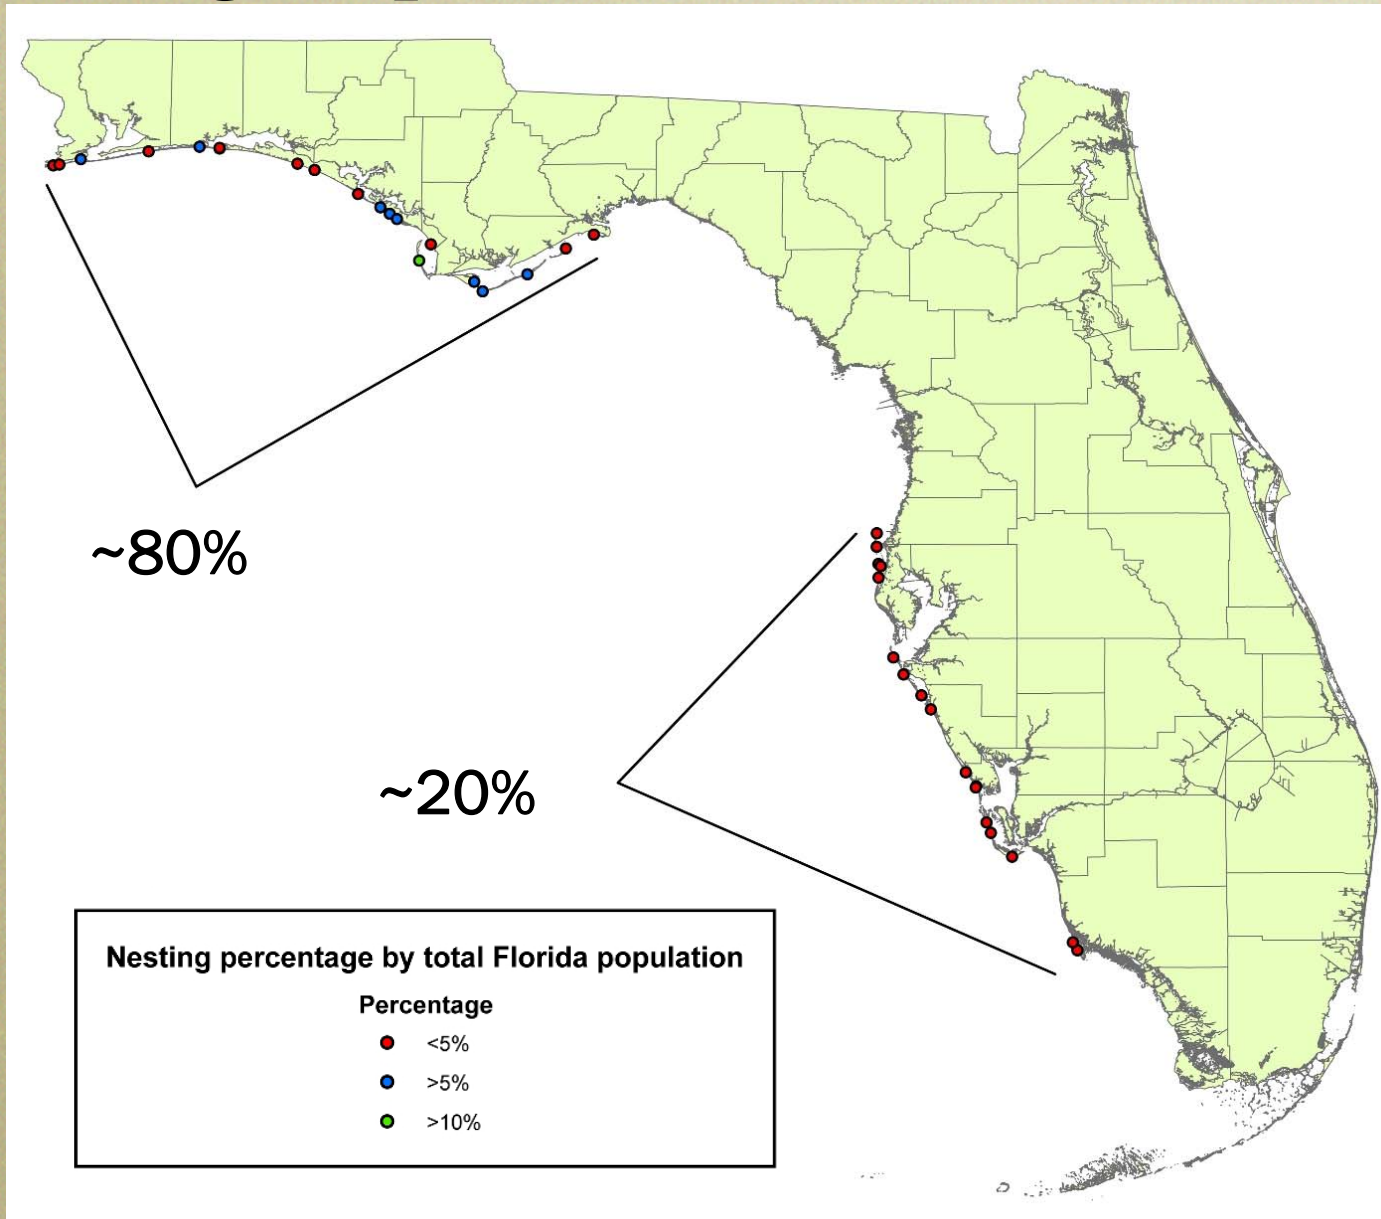 ~80%
~20%
Nesting percentage by total Florida population
Percentage
<5%
>5%
>10%